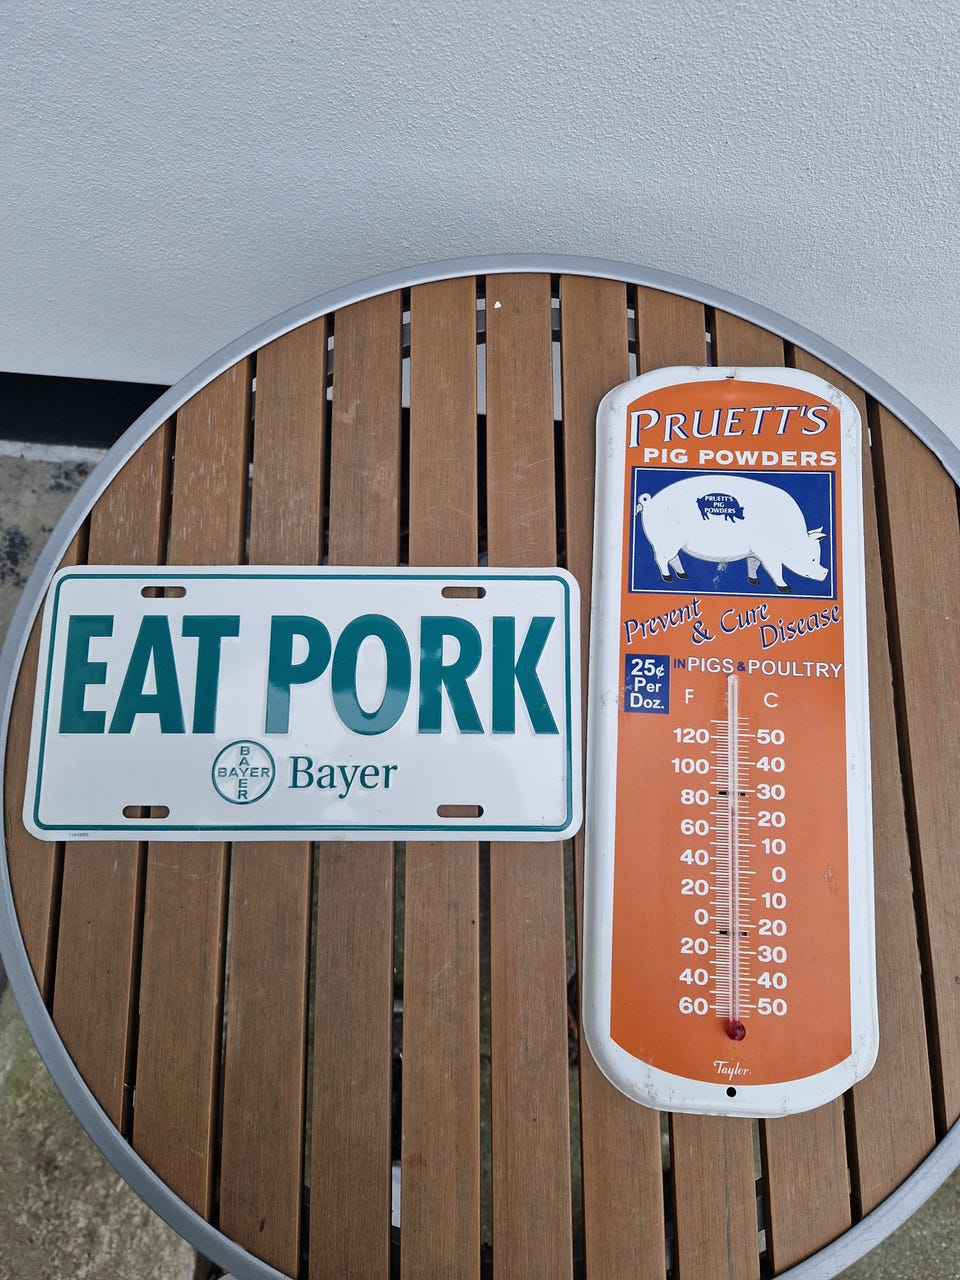 EAT PORK
BAYER
BAYER
Bayer
PRUETT'S
PIG POWDERS
PRUETT'S
PIG
POWDERS
Prevent
& Cure
Disease
25¢
Per
Doz.
IN PIGS & POULTRY
F C
120 50
100 40
80 30
60 20
40 10
20 0
0 10
20 20
40 30
60 40
50
Taylor